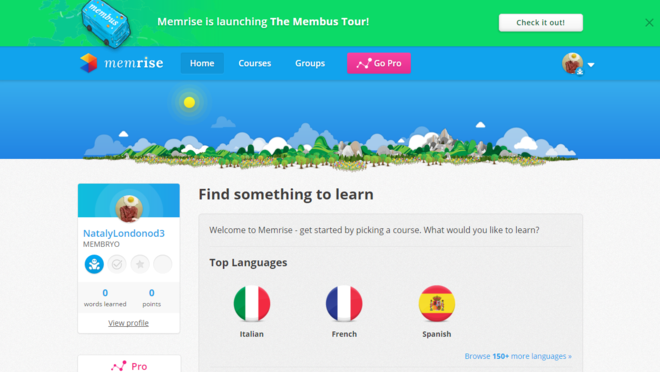 membus
Memrise is launching The Membus Tour!
Check it out!
memrise
Home
Courses
Groups
Go Pro
Find something to learn
NatalyLondonod3
MEMBRYO
0
words learned
0
points
View profile
Pro
Welcome to Memrise - get started by picking a course. What would you like to learn?
Top Languages
Italian
French
Spanish
Browse 150+ more languages »